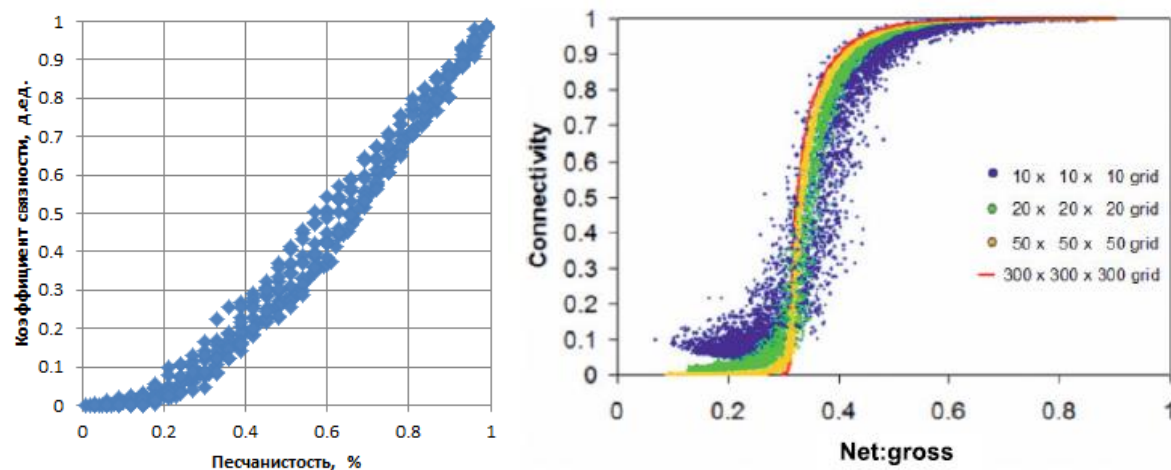 Коэффициент связности, д.ед.
1
0.9
0.8
0.7
0.6
0.5
0.4
0.3
0.2
0.1
0
0 0.2 0.4 0.6 0.8 1
Песчанистость, %
Connectivity
1
0.9
0.8
0.7
0.6
0.5
0.4
0.3
0.2
0.1
0
10 x 10 x 10 grid
20 x 20 x 20 grid
50 x 50 x 50 grid
300 x 300 x 300 grid
0 0.2 0.4 0.6 0.8 1
Net:gross